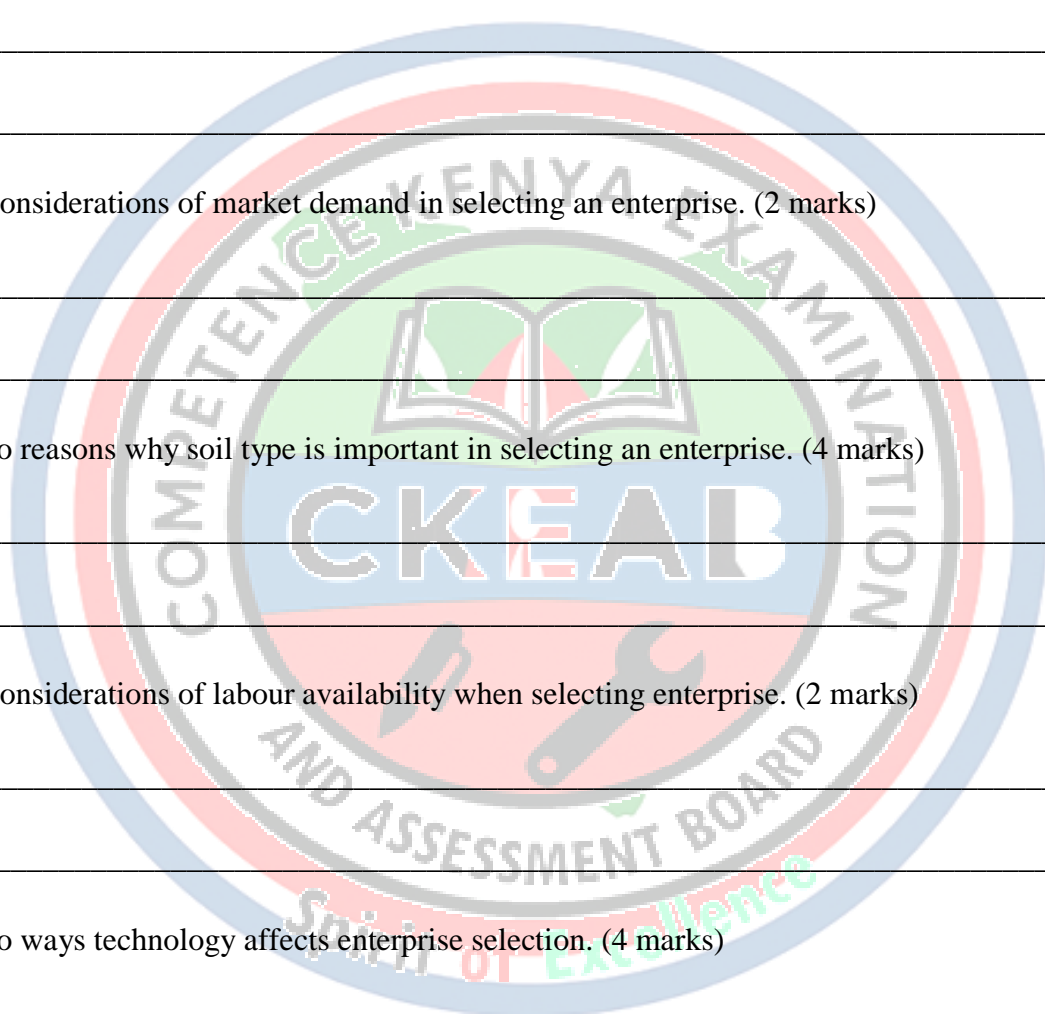 onsiderations of market demand in selecting an enterprise. (2 marks)
o reasons why soil type is important in selecting an enterprise. (4 marks)
onsiderations of labour availability when selecting enterprise. (2 marks)
o ways technology affects enterprise selection. (4 marks)
COMPETENCE KENYA EXAMINATION
CKEAB
AND ASSESSMENT BOARD
Spirit of Excellence